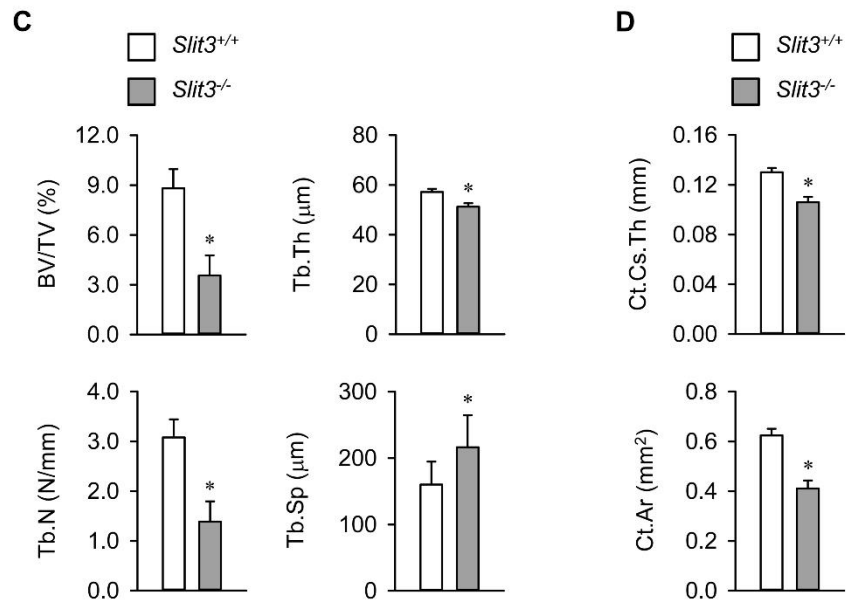 C
Slit3+/+
Slit3-/-
BV/TV (%)
12.0
9.0
6.0
3.0
0.0
*
Tb.Th (μm)
80
60
40
20
0
*
Tb.N (N/mm)
4.0
3.0
2.0
1.0
0.0
*
Tb.Sp (μm)
300
200
100
0
*
D
Slit3+/+
Slit3-/-
Ct.Cs.Th (mm)
0.16
0.12
0.08
0.04
0.00
*
Ct.Ar (mm²)
0.8
0.6
0.4
0.2
0.0
*